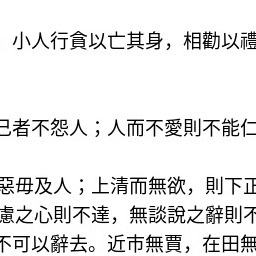 。小人行貪以亡其身，相勸以禮
己者不怨人；人而不愛則不能仁
惡毋及人；上清而無欲，則下正
慮之心則不達，無談說之辭則不
不可以辭去。近市無賈，在田無